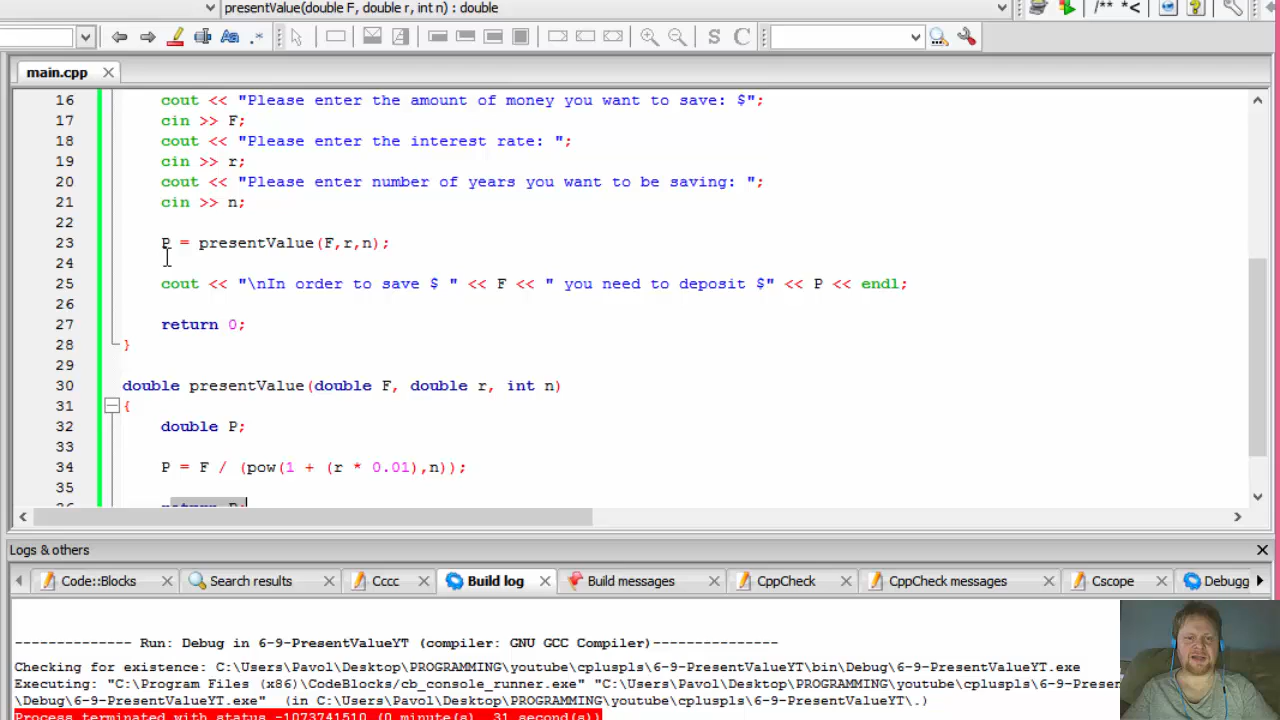 presentValue(double F, double r, int n) : double
/** *<
.*
S C
main.cpp
16 cout << "Please enter the amount of money you want to save: $";
17 cin >> F;
18 cout << "Please enter the interest rate: ";
19 cin >> r;
20 cout << "Please enter number of years you want to be saving: ";
21 cin >> n;
22
23 P = presentValue(F,r,n);
24
25 cout << "\nIn order to save $ " << F << " you need to deposit $" << P << endl;
26
27 return 0;
28 }
29
30 double presentValue(double F, double r, int n)
31 {
32 double P;
33
34 P = F / (pow(1 + (r * 0.01),n));
35
36 return P;
Logs & others
Code::Blocks Search results Cccc Build log Build messages CppCheck CppCheck messages Cscope Debugg
-------------- Run: Debug in 6-9-PresentValueYT (compiler: GNU GCC Compiler)---------------
Checking for existence: C:\Users\Pavol\Desktop\PROGRAMMING\youtube\cpluspls\6-9-PresentValueYT\bin\Debug\6-9-PresentValueYT.exe
Executing: "C:\Program Files (x86)\CodeBlocks/cb_console_runner.exe" "C:\Users\Pavol\Desktop\PROGRAMMING\youtube\cpluspls\6-9-Present
\Debug\6-9-PresentValueYT.exe" (in C:\Users\Pavol\Desktop\PROGRAMMING\youtube\cpluspls\6-9-PresentValueYT\.)
Process terminated with status -1073741510 (0 minute(s), 31 second(s))